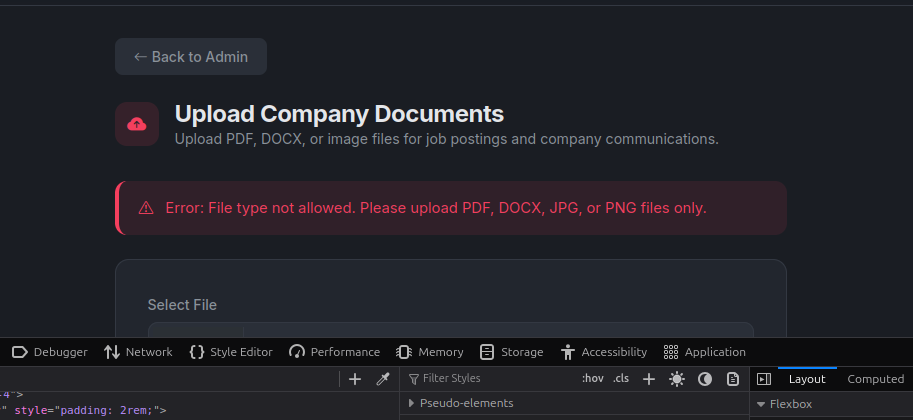 ← Back to Admin
Upload Company Documents
Upload PDF, DOCX, or image files for job postings and company communications.
Error: File type not allowed. Please upload PDF, DOCX, JPG, or PNG files only.
Select File
Debugger Network {} Style Editor Performance Memory Storage Accessibility Application
-4"> + Filter Styles :hov .cls + Layout Computed
" style="padding: 2rem;"> Pseudo-elements Flexbox